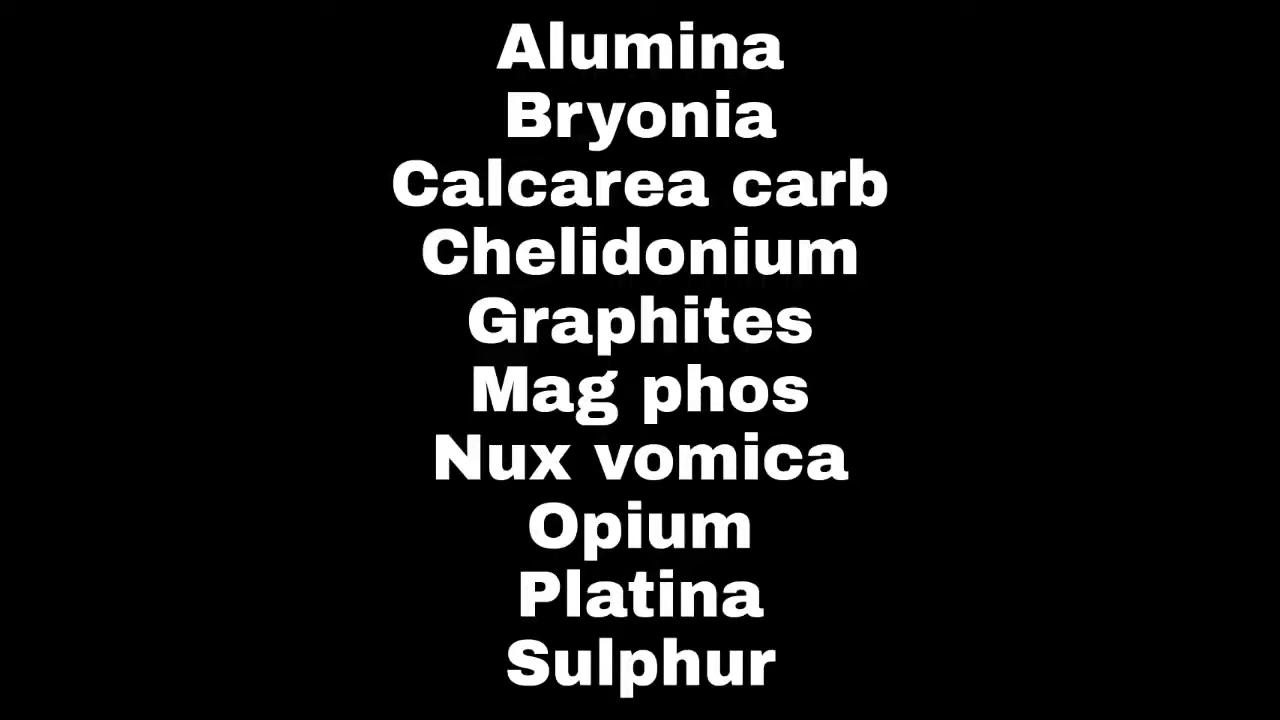 Alumina
Bryonia
Calcarea carb
Chelidonium
Graphites
Mag phos
Nux vomica
Opium
Platina
Sulphur